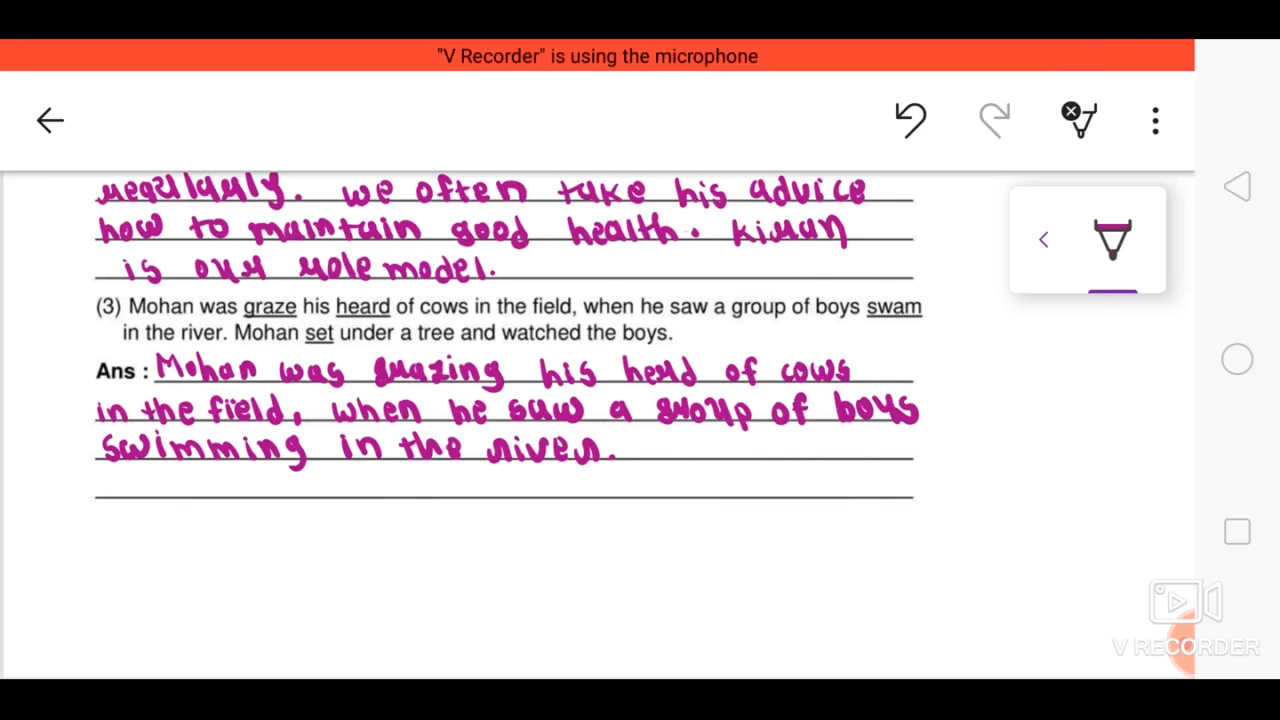 "V Recorder" is using the microphone
regularly. we often take his advice
how to maintain good health. Kiran
is our role model.
(3) Mohan was graze his heard of cows in the field, when he saw a group of boys swam
in the river. Mohan set under a tree and watched the boys.
Ans : Mohan was grazing his herd of cows
in the field, when he saw a group of boys
swimming in the river.
V RECORDER